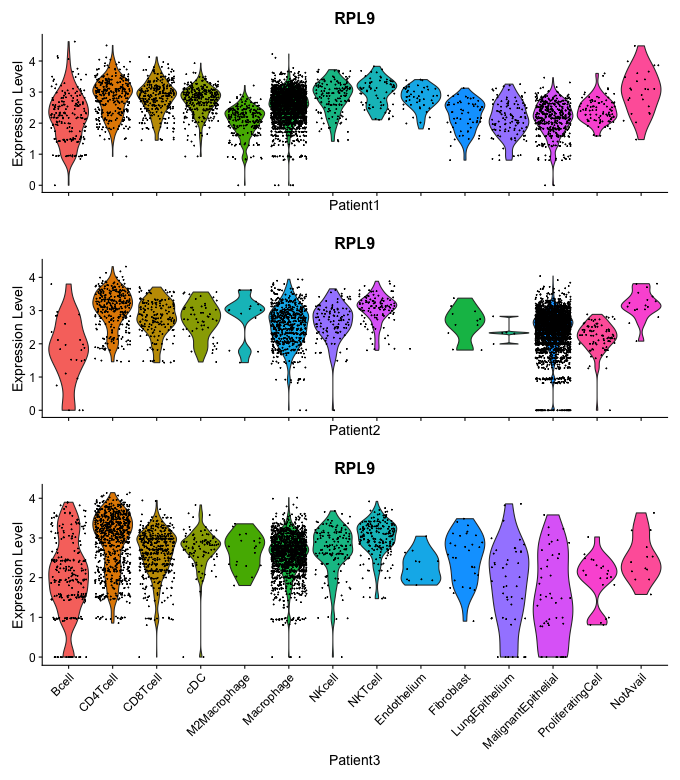 RPL9
Expression Level
4
3
2
1
0
Patient1
RPL9
Expression Level
4
3
2
1
0
Patient2
RPL9
Expression Level
4
3
2
1
0
Bcell
CD4Tcell
CD8Tcell
cDC
M2Macrophage
Macrophage
NKcell
NKTcell
Endothelium
Fibroblast
LungEpithelium
MalignantEpithelial
ProliferatingCell
NotAvail
Patient3